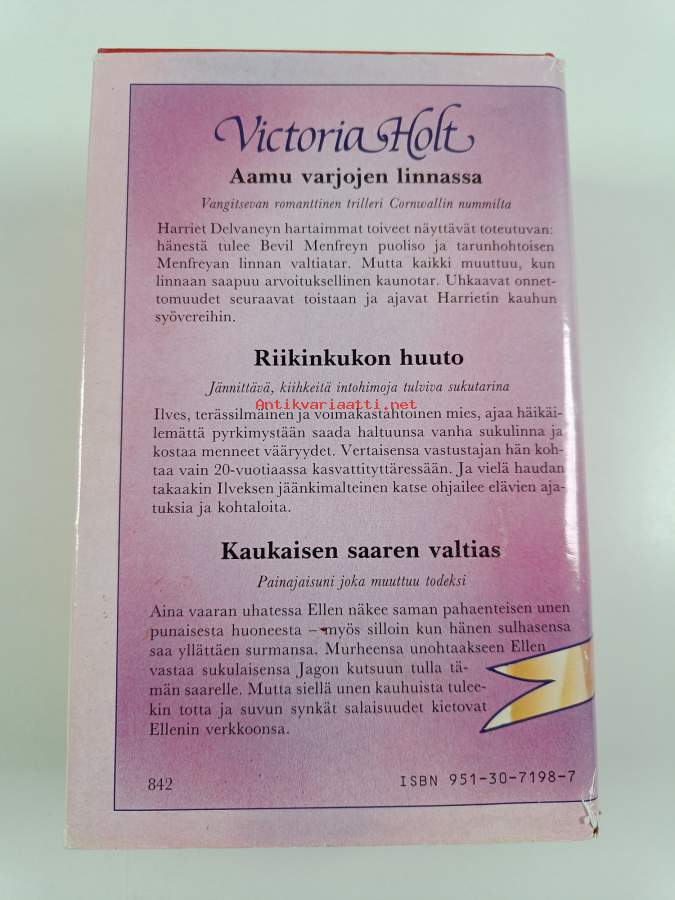 Victoria Holt
Aamu varjojen linnassa
Vangitsevan romanttinen trilleri Cornwallin nummilta
Harriet Delvaneyn hartaimmat toiveet näyttävät toteutuvan:
hänestä tulee Bevil Menfreyn puoliso ja tarunhohtoisen
Menfreyan linnan valtiatar. Mutta kaikki muuttuu, kun
linnaan saapuu arvoituksellinen kaunotar. Uhkaavat onnet-
tomuudet seuraavat toistaan ja ajavat Harrietin kauhun
syövereihin.
Riikinkukon huuto
Jännittävä, kiihkeitä intohimoja tulviva sukutarina
Antikvariaatti.net
Ilves, terässilmäinen ja voimakastahtoinen mies, ajaa häikäi-
lemättä pyrkimystään saada haltuunsa vanha sukulinna ja
kostaa menneet vääryydet. Vertaisensa vastustajan hän koh-
taa vain 20-vuotiaassa kasvattityttäressään. Ja vielä haudan
takaakin Ilveksen jäänkimalteinen katse ohjailee elävien aja-
tuksia ja kohtaloita.
Kaukaisen saaren valtias
Painajaisuni joka muuttuu todeksi
Aina vaaran uhatessa Ellen näkee saman pahaenteisen unen
punaisesta huoneesta – myös silloin kun hänen sulhasensa
saa yllättäen surmansa. Murheensa unohtaakseen Ellen
vastaa sukulaisensa Jagon kutsuun tulla tä-
män saarelle. Mutta siellä unen kauhuista tulee-
kin totta ja suvun synkät salaisuudet kietovat
Ellenin verkkoonsa.
842
ISBN 951-30-7198-7